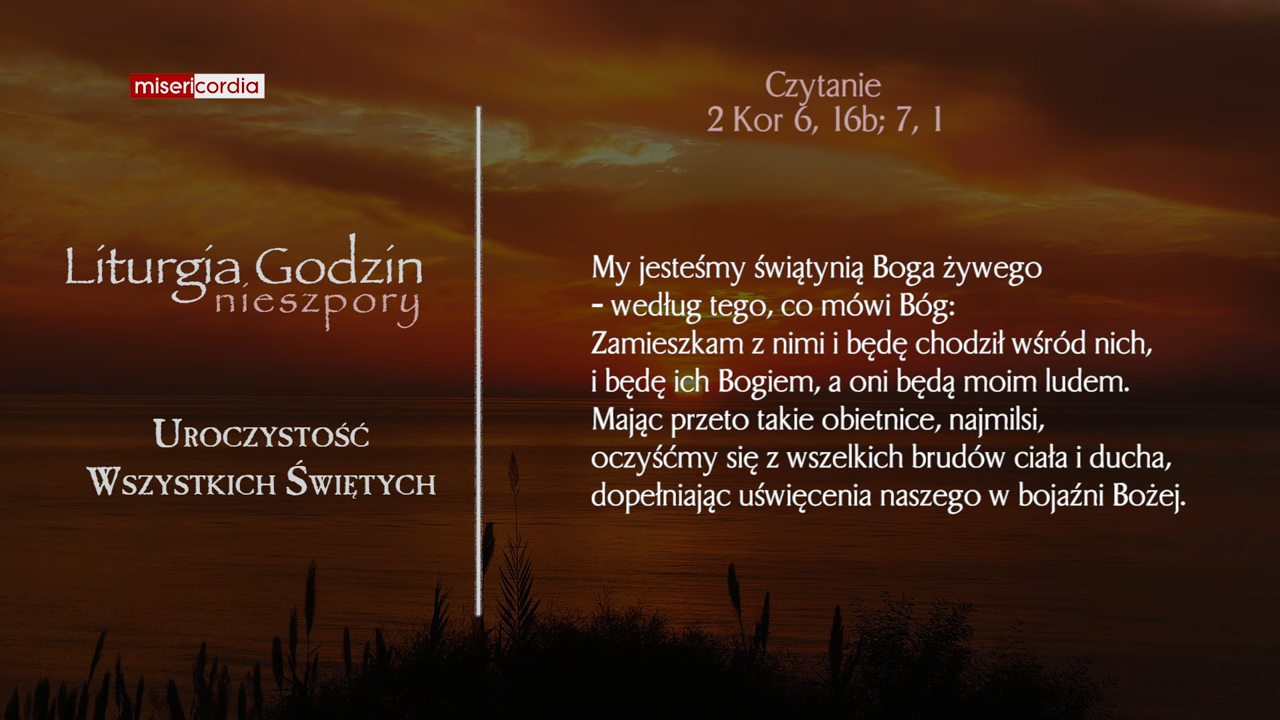 misericordia
Liturgia Godzin
nieszpory
Uroczystość
Wszystkich Świętych
Czytanie
2 Kor 6, 16b; 7, 1
My jesteśmy świątynią Boga żywego
- według tego, co mówi Bóg:
Zamieszkam z nimi i będę chodził wśród nich,
i będę ich Bogiem, a oni będą moim ludem.
Mając przeto takie obietnice, najmilsi,
oczyśćmy się z wszelkich brudów ciała i ducha,
dopełniając uświęcenia naszego w bojaźni Bożej.